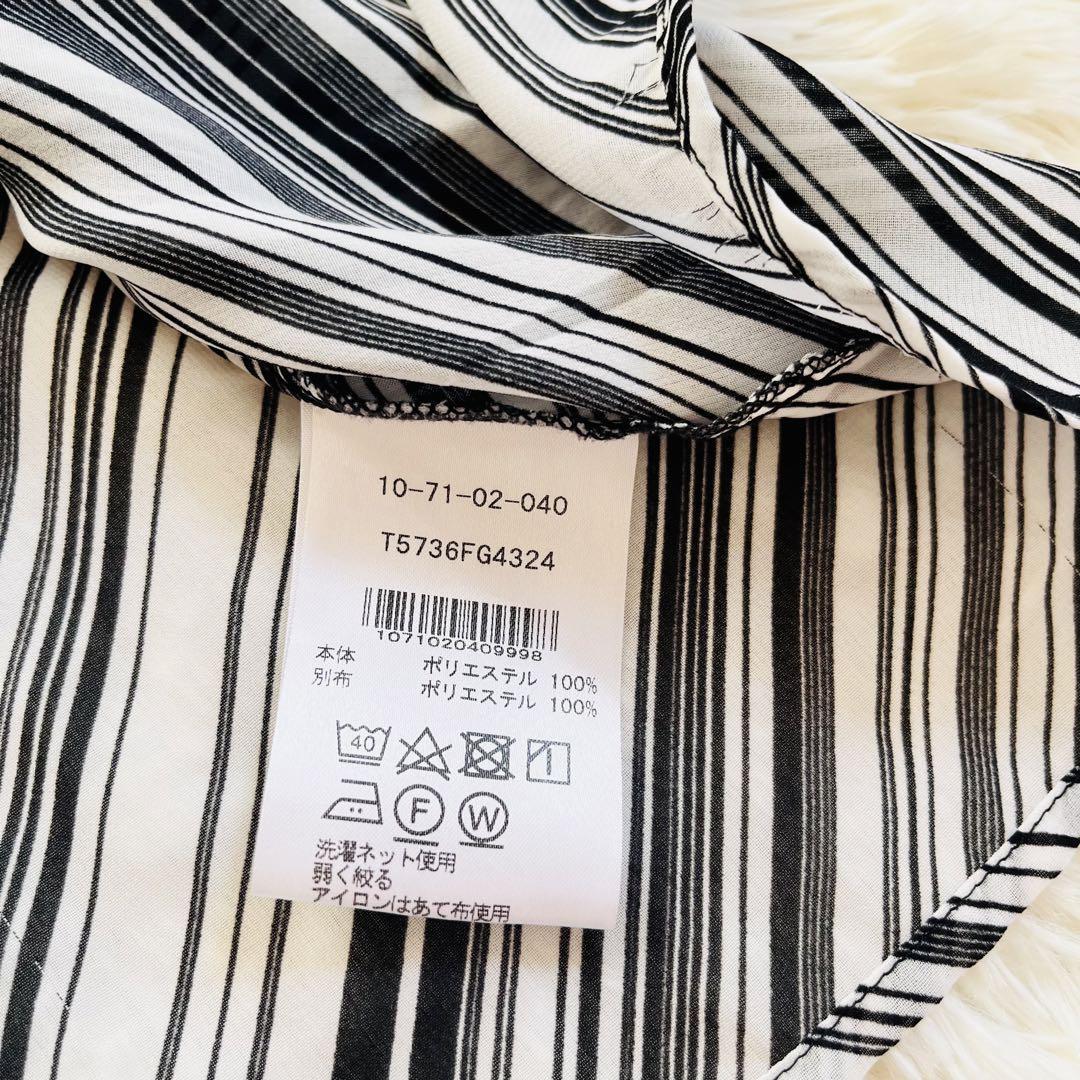 10-71-02-040
T5736FG4324
1071020409998
本体 ポリエステル 100%
別布 ポリエステル 100%
40
F W
洗濯ネット使用
弱く絞る
アイロンはあて布使用